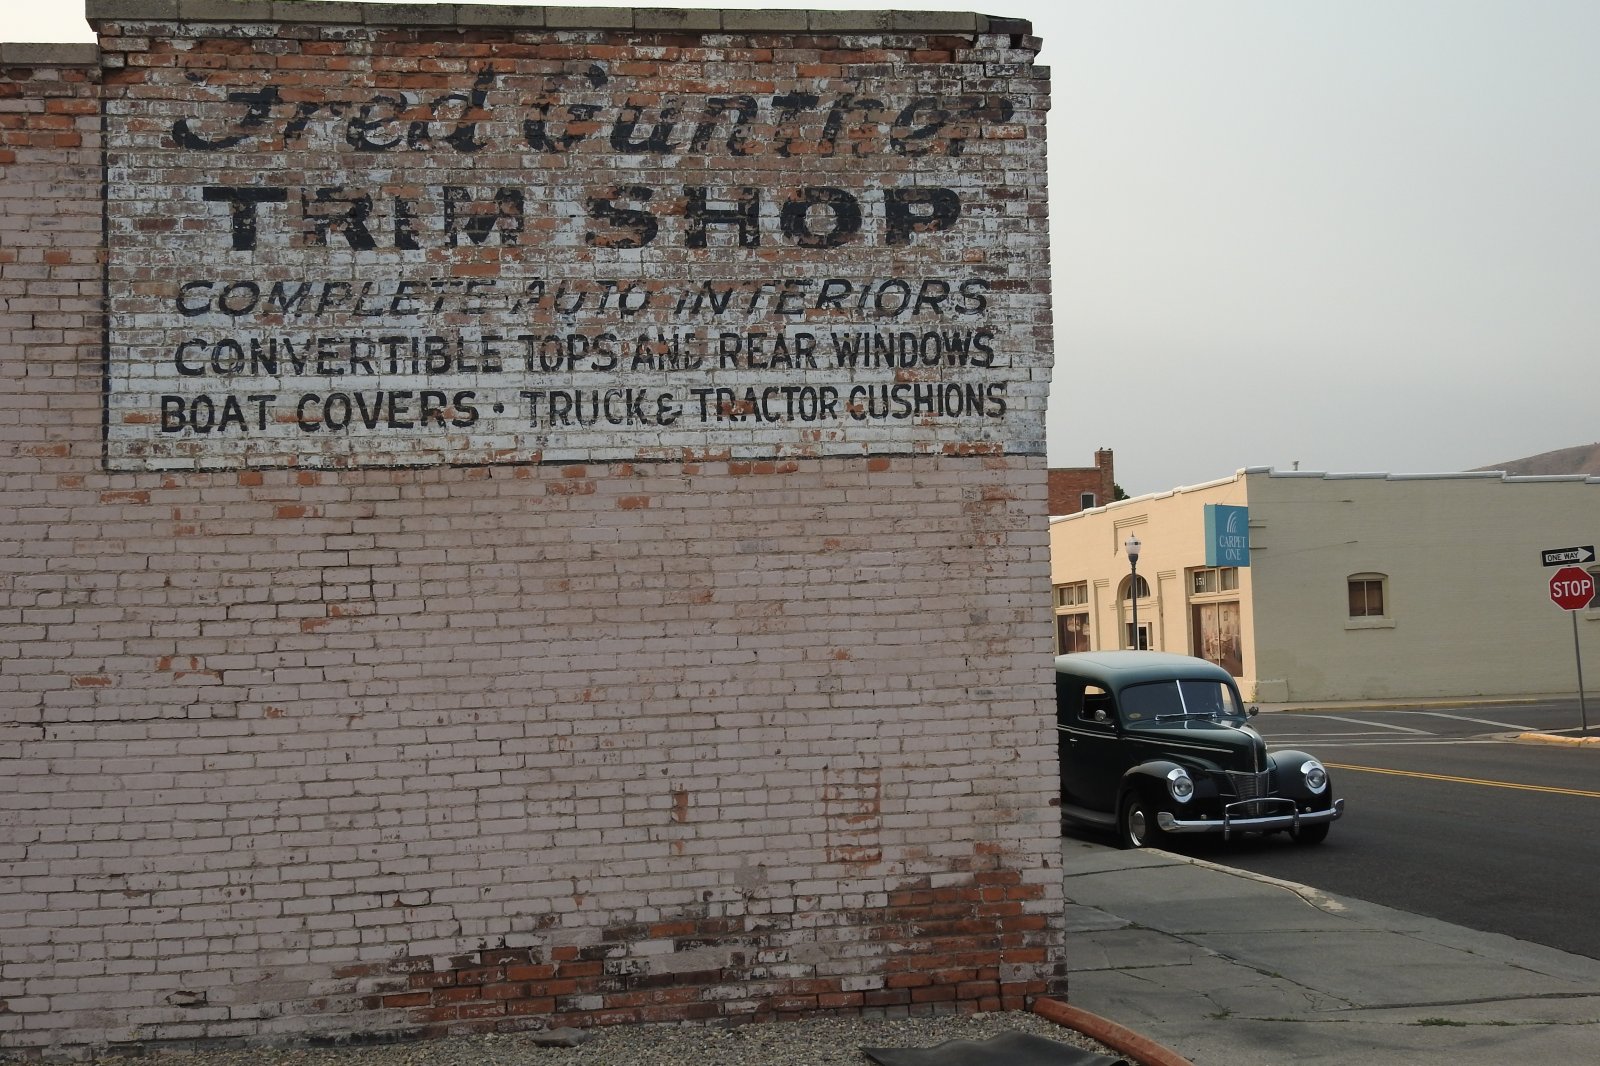 Fred Gunther
TRIM SHOP
COMPLETE AUTO INTERIORS
CONVERTIBLE TOPS AND REAR WINDOWS
BOAT COVERS • TRUCK & TRACTOR CUSHIONS
CARPET
ONE
151
ONE WAY
STOP